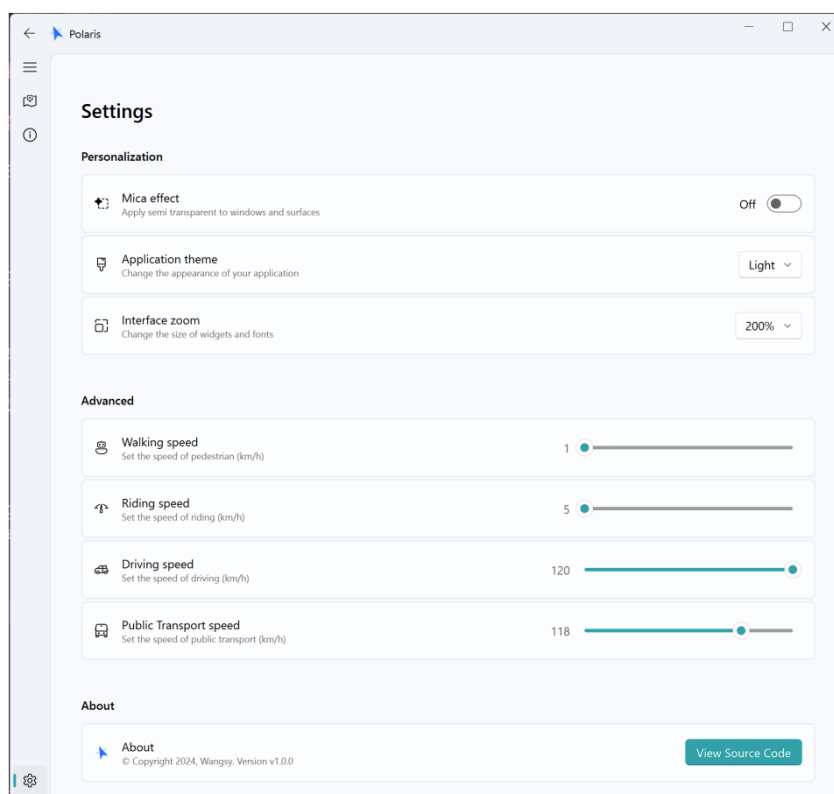 Polaris
Settings
Personalization
Mica effect
Apply semi transparent to windows and surfaces
Off
Application theme
Change the appearance of your application
Light
Interface zoom
Change the size of widgets and fonts
200%
Advanced
Walking speed
Set the speed of pedestrian (km/h)
1
Riding speed
Set the speed of riding (km/h)
5
Driving speed
Set the speed of driving (km/h)
120
Public Transport speed
Set the speed of public transport (km/h)
118
About
About
© Copyright 2024, Wangsy. Version v1.0.0
View Source Code